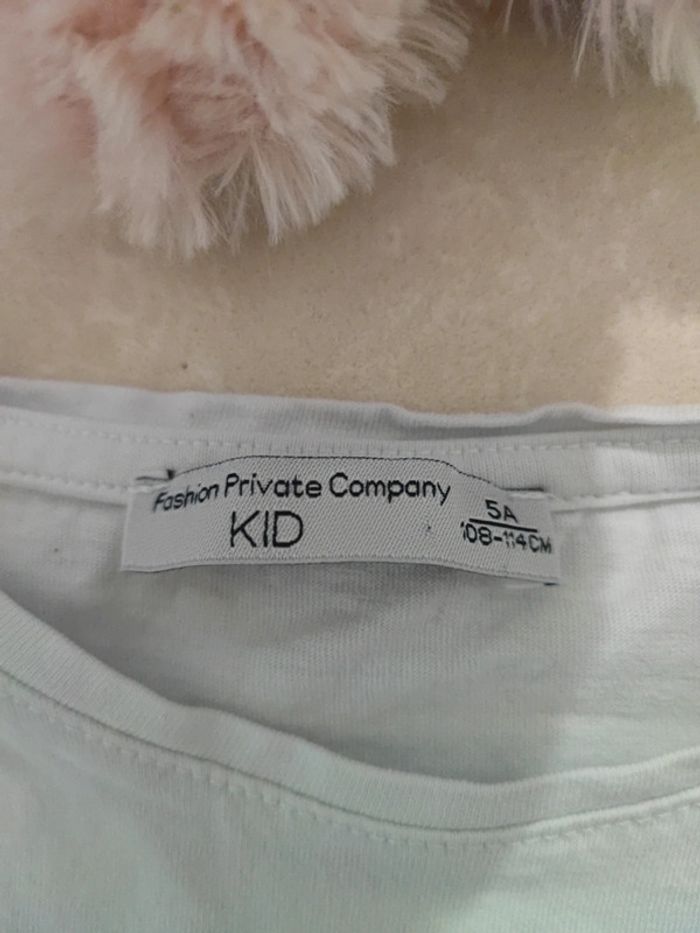 Fashion Private Company
KID
5A
108-114CM